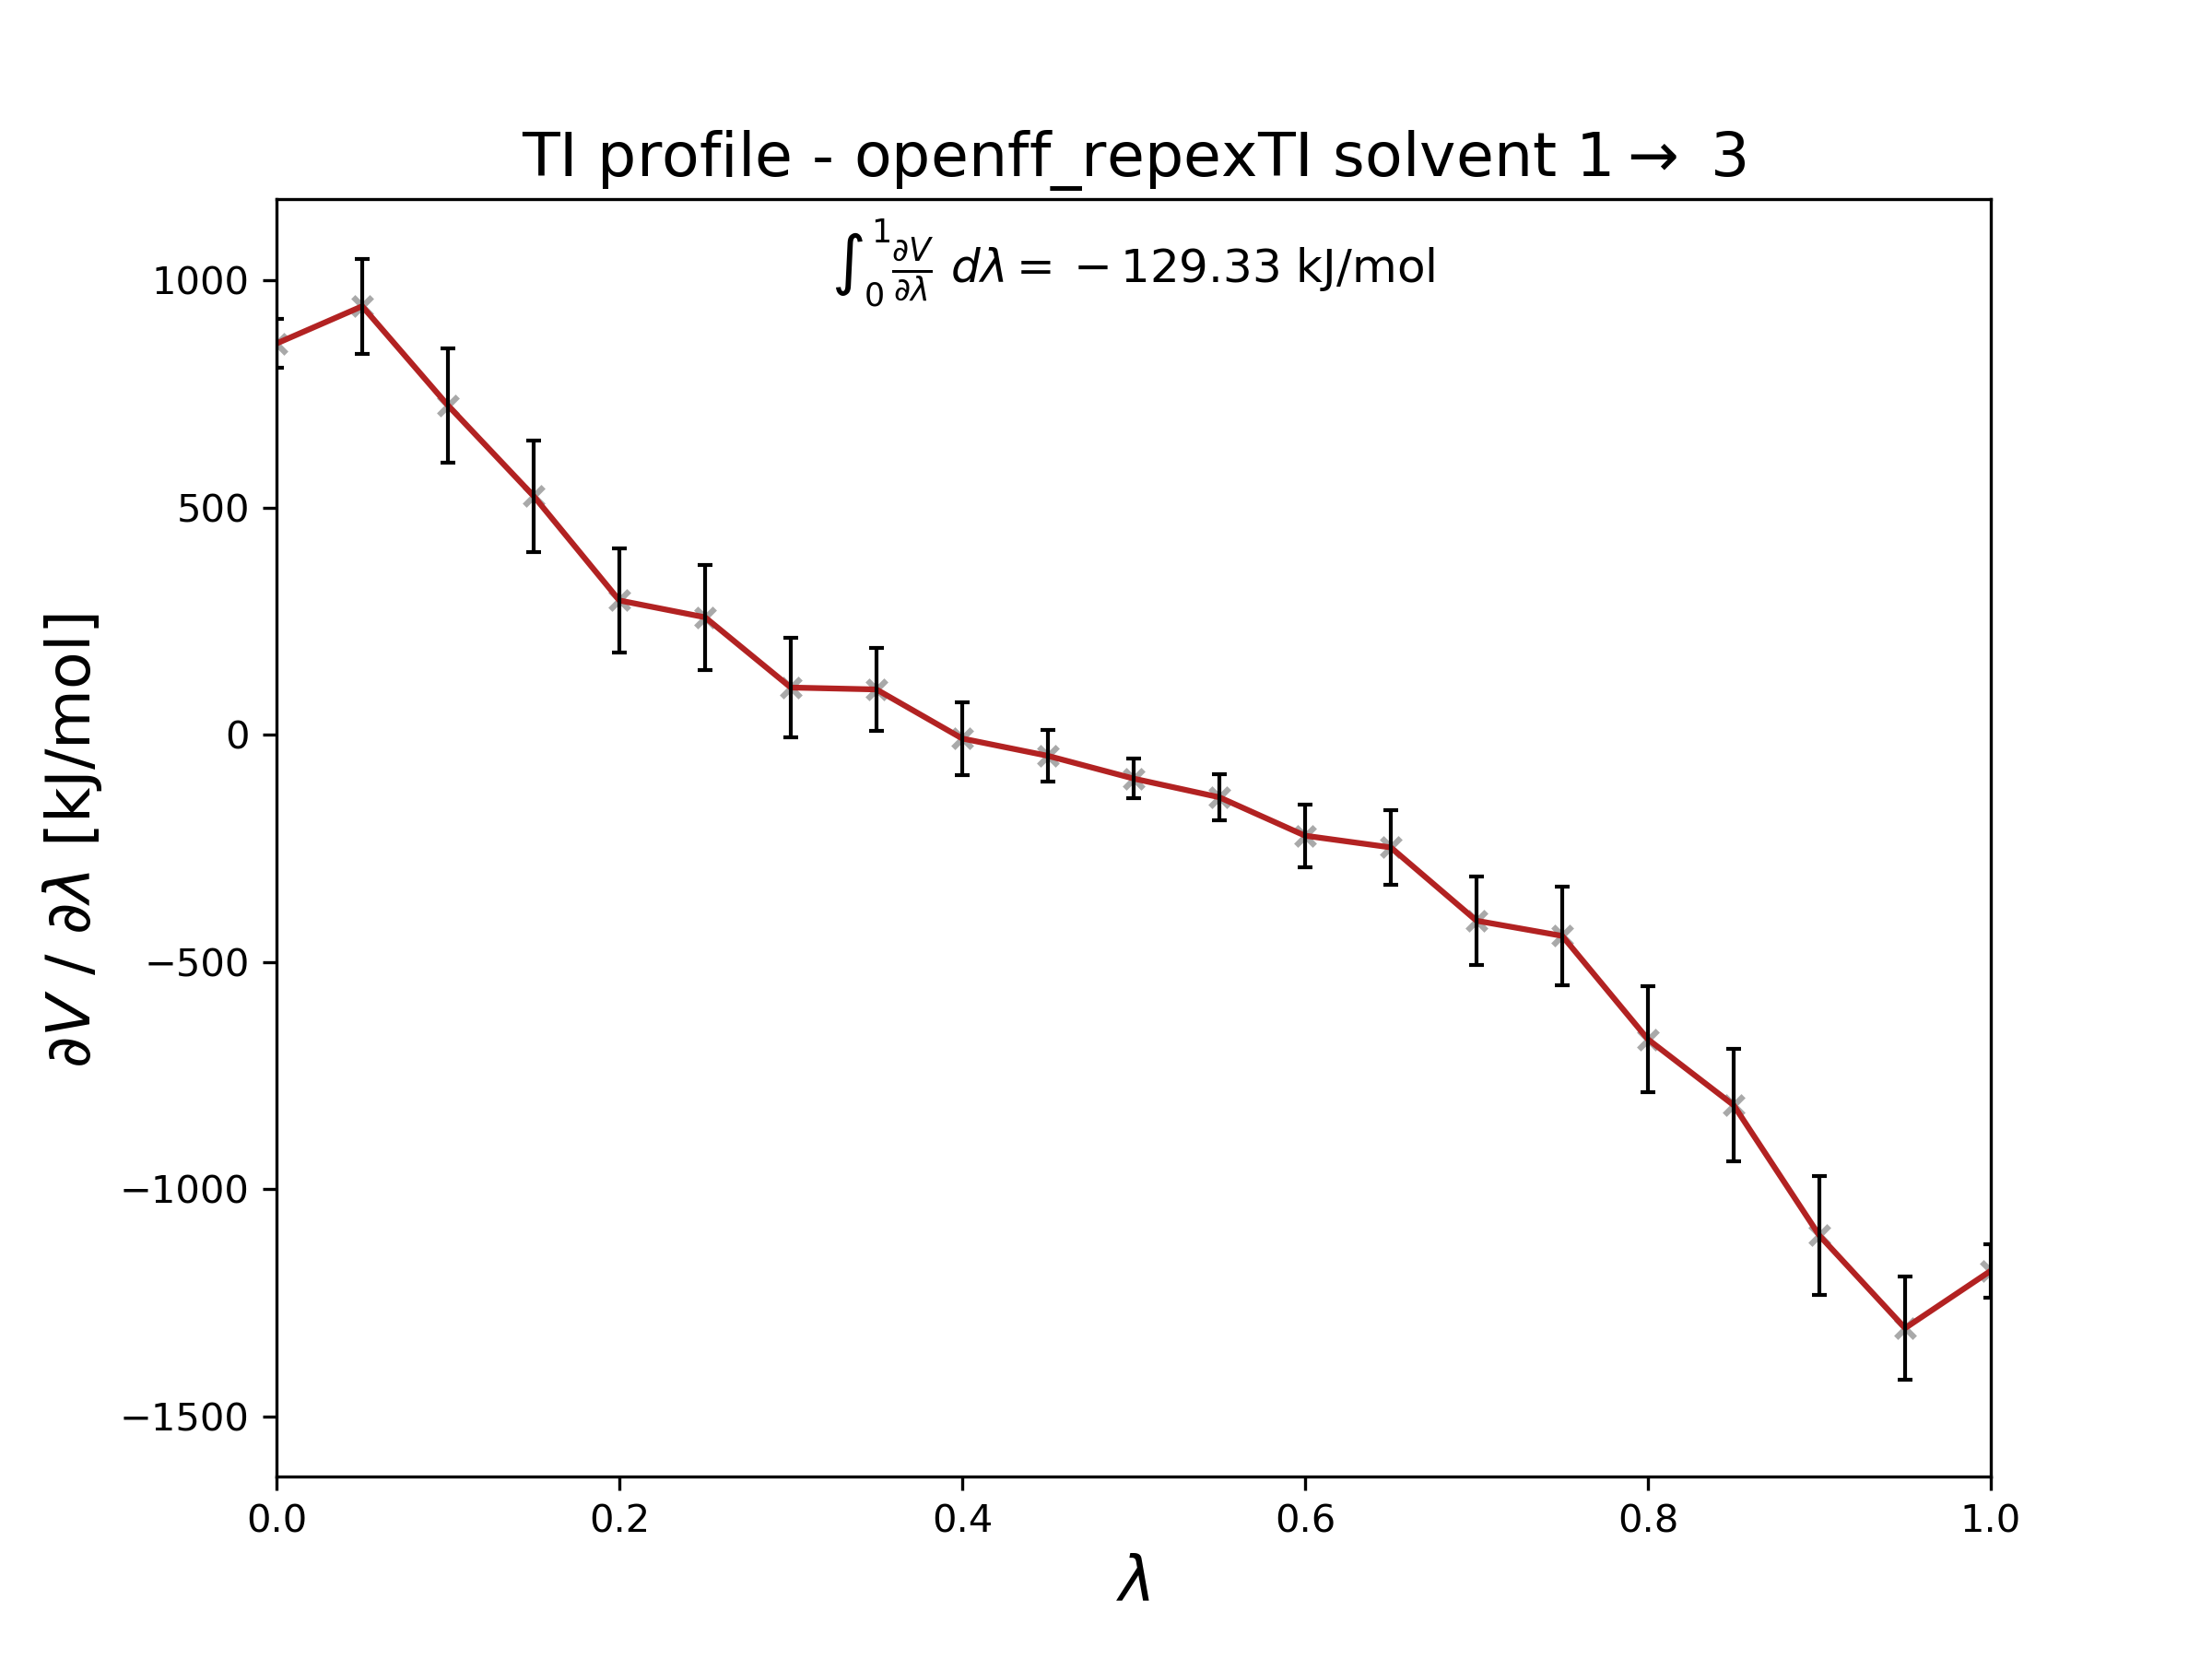 TI profile - openff_repexTI solvent 1→ 3
∫₀¹ ∂V/∂λ dλ = −129.33 kJ/mol
∂V / ∂λ [kJ/mol]
1000
500
0
−500
−1000
−1500
0.0 0.2 0.4 0.6 0.8 1.0
λ